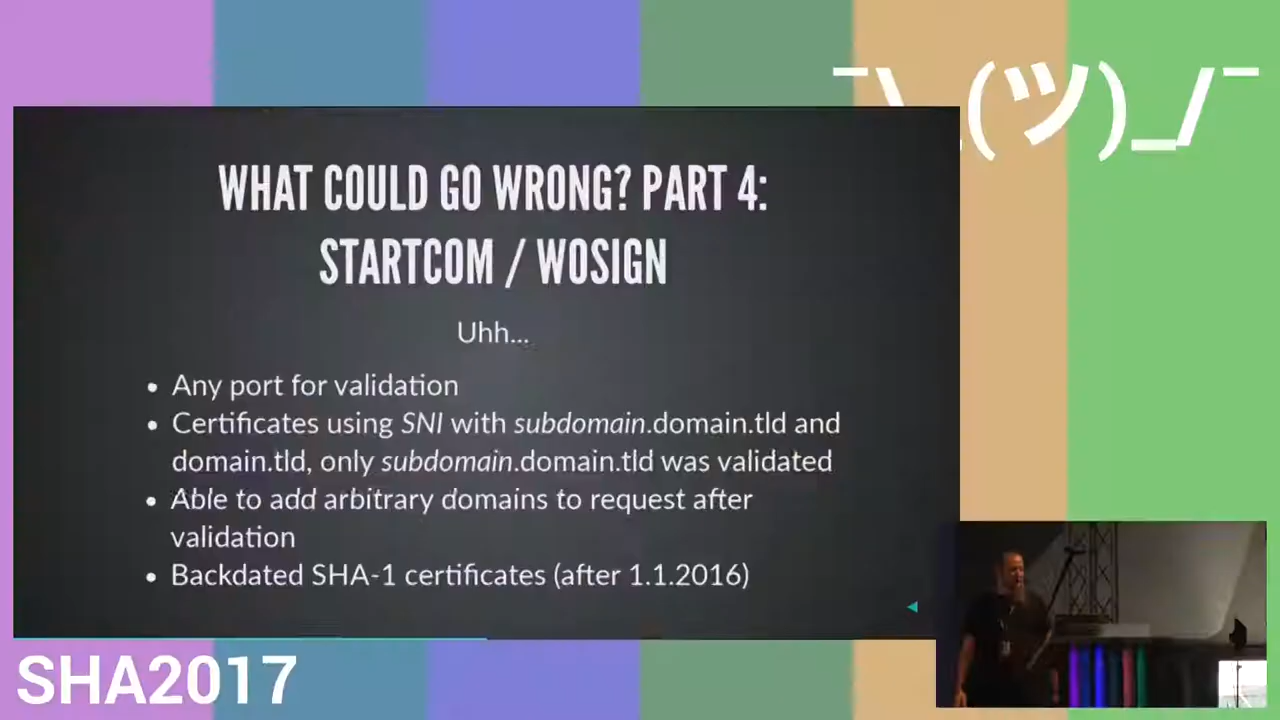 ¯\_(ツ)_/¯
WHAT COULD GO WRONG? PART 4:
STARTCOM / WOSIGN
Uhh...
• Any port for validation
• Certificates using SNI with subdomain.domain.tld and
domain.tld, only subdomain.domain.tld was validated
• Able to add arbitrary domains to request after
validation
• Backdated SHA-1 certificates (after 1.1.2016)
SHA2017